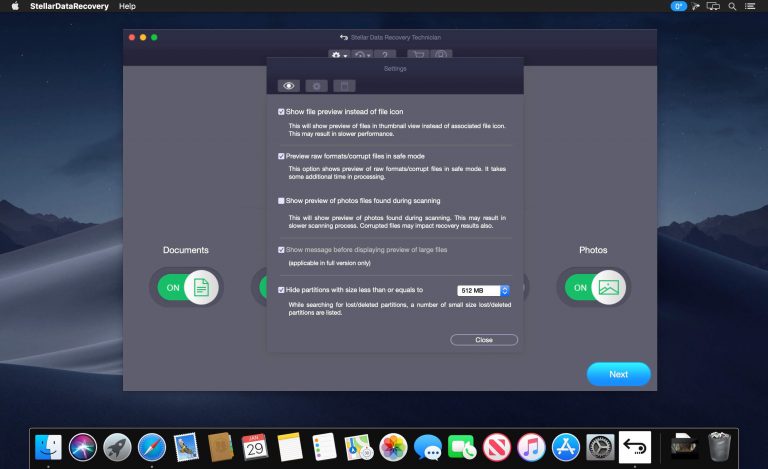 StellarDataRecovery Help
0°
Stellar Data Recovery Technician
?
Settings
Show file preview instead of file icon
This will show preview of files in thumbnail view instead of associated file icon.
This may result in slower performance.
Preview raw formats/corrupt files in safe mode
This option shows preview of raw formats/corrupt files in safe mode. It takes
some additional time in processing.
Show preview of photos files found during scanning
This will show preview of photos found during scanning. This may result in
slower scanning process. Corrupted files may impact recovery results also.
Documents
Photos
Show message before displaying preview of large files
(applicable in full version only)
ON
ON
Hide partitions with size less than or equals to 512 MB
While searching for lost/deleted partitions, a number of small size lost/deleted
partitions are listed.
Close
Next
JAN
29